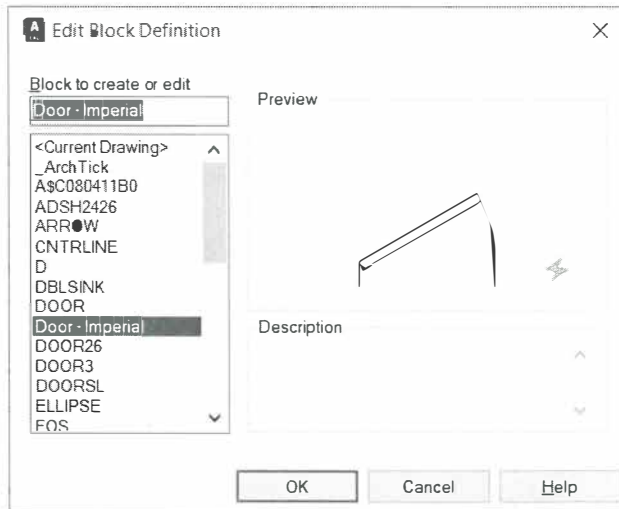 Edit Block Definition
Block to create or edit
Door - Imperial
<Current Drawing>
_ArchTick
A$C080411B0
ADSH2426
ARROW
CNTRLINE
D
DBLSINK
DOOR
Door - Imperial
DOOR26
DOOR3
DOORSL
ELLIPSE
EOS
Preview
Description
OK
Cancel
Help